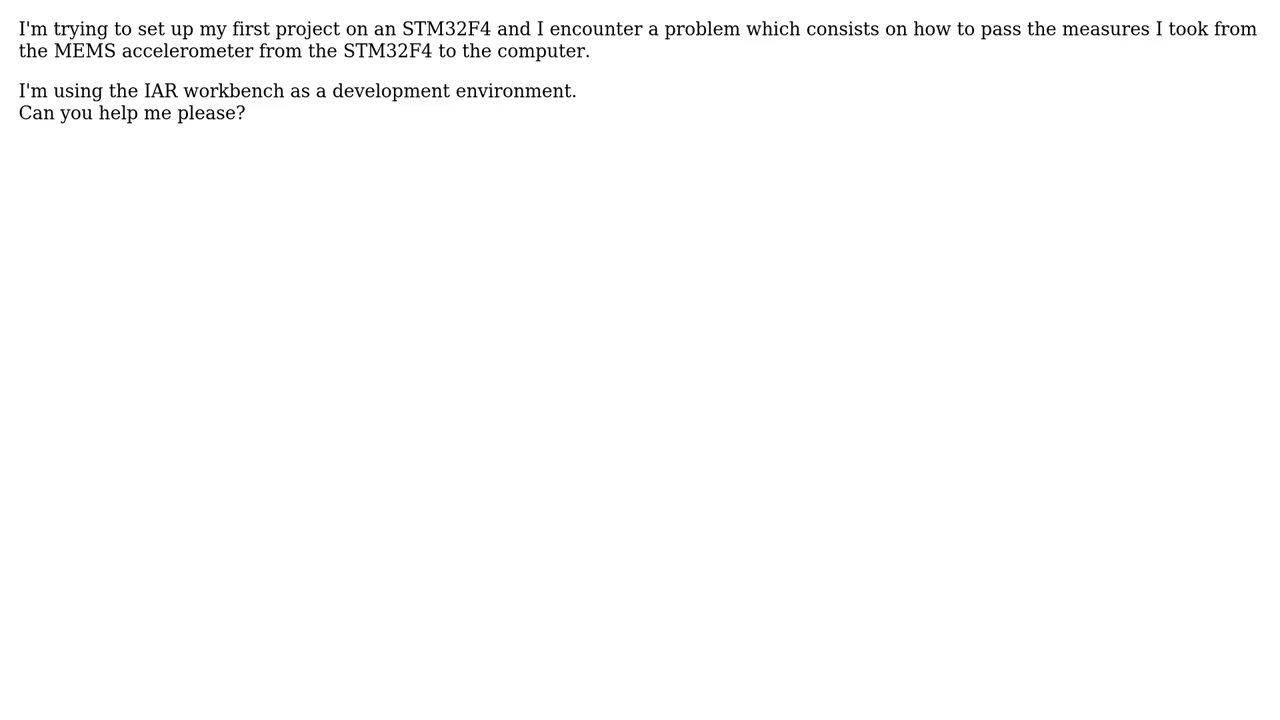 I'm trying to set up my first project on an STM32F4 and I encounter a problem which consists on how to pass the measures I took from
the MEMS accelerometer from the STM32F4 to the computer.
I'm using the IAR workbench as a development environment.
Can you help me please?